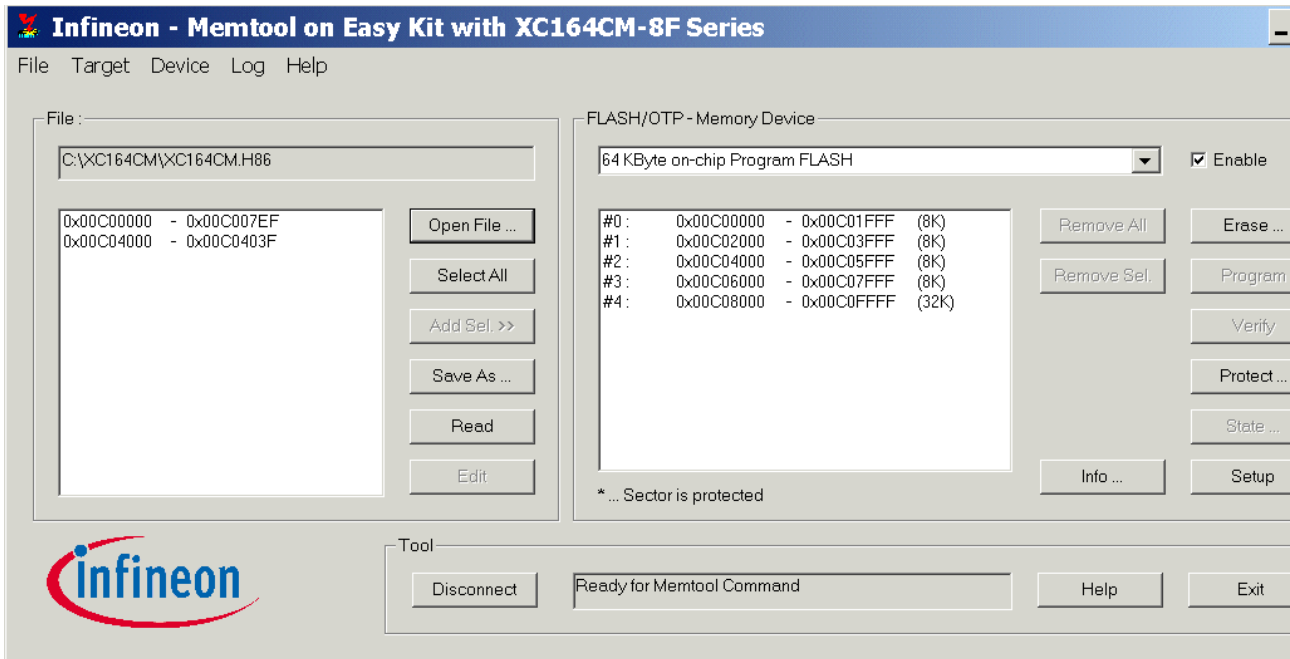 Infineon - Memtool on Easy Kit with XC164CM-8F Series
File Target Device Log Help
File :
C:\XC164CM\XC164CM.H86
0x00C00000 - 0x00C007EF
0x00C04000 - 0x00C0403F
Open File ...
Select All
Add Sel. >>
Save As ...
Read
Edit
FLASH/OTP - Memory Device
64 KByte on-chip Program FLASH
Enable
#0 : 0x00C00000 - 0x00C01FFF (8K)
#1 : 0x00C02000 - 0x00C03FFF (8K)
#2 : 0x00C04000 - 0x00C05FFF (8K)
#3 : 0x00C06000 - 0x00C07FFF (8K)
#4 : 0x00C08000 - 0x00C0FFFF (32K)
* ... Sector is protected
Remove All
Remove Sel.
Info ...
Erase ...
Program
Verify
Protect ...
State ...
Setup
infineon
Tool
Disconnect
Ready for Memtool Command
Help
Exit